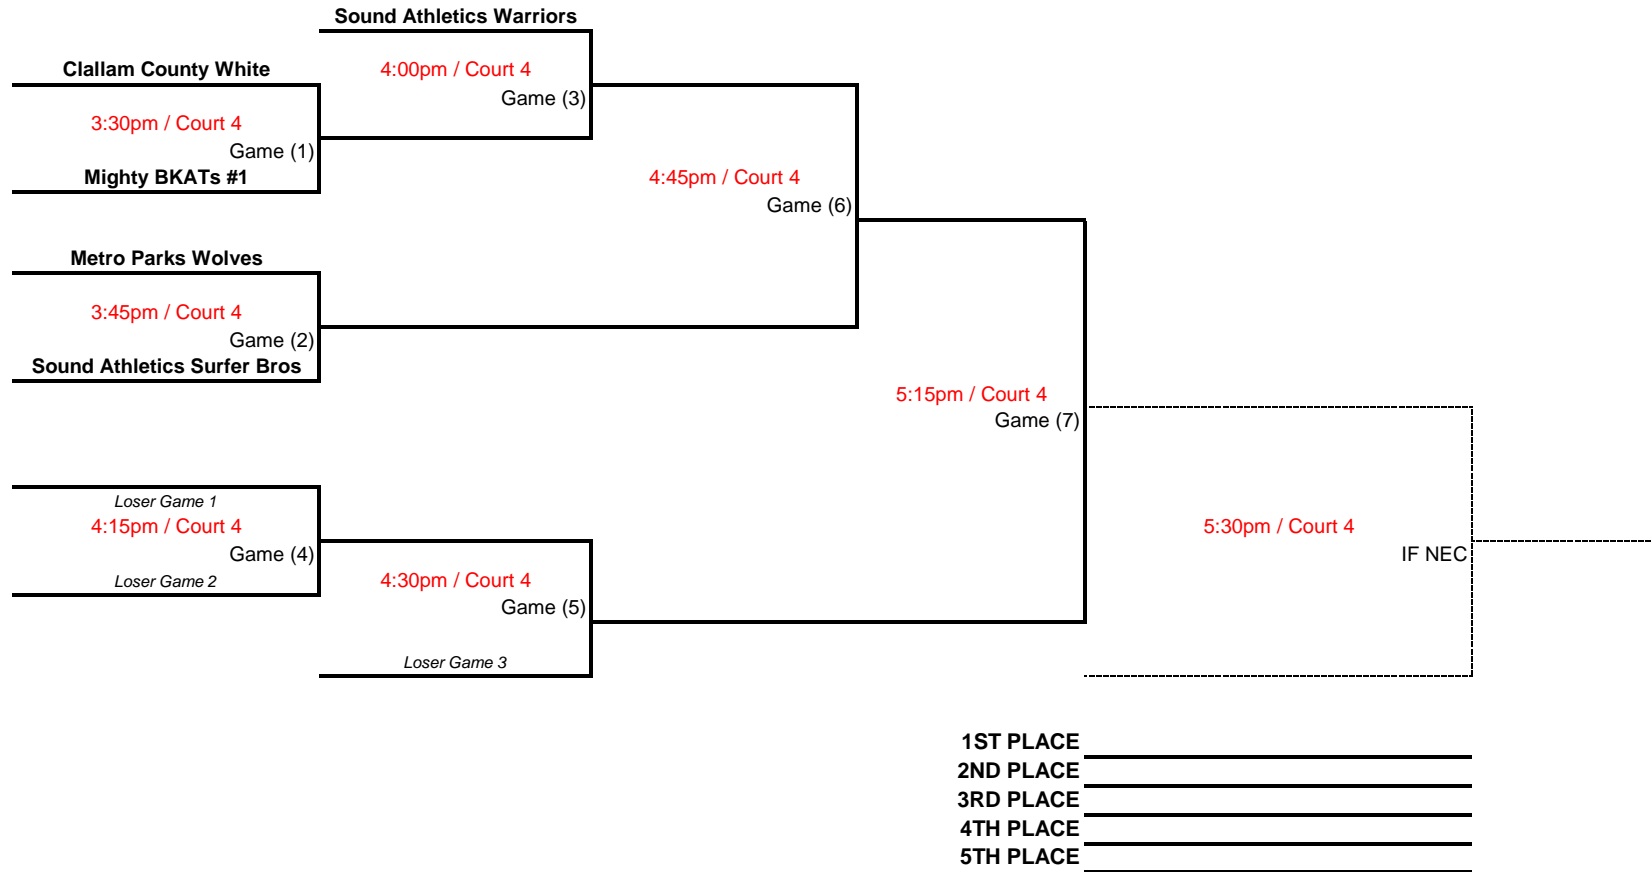 Sound Athletics Warriors
Clallam County White
4:00pm / Court 4
Game (3)
3:30pm / Court 4
Game (1)
Mighty BKATs #1
4:45pm / Court 4
Game (6)
Metro Parks Wolves
3:45pm / Court 4
Game (2)
Sound Athletics Surfer Bros
5:15pm / Court 4
Game (7)
Loser Game 1
4:15pm / Court 4
Game (4)
Loser Game 2
5:30pm / Court 4
IF NEC
4:30pm / Court 4
Game (5)
Loser Game 3
1ST PLACE
2ND PLACE
3RD PLACE
4TH PLACE
5TH PLACE